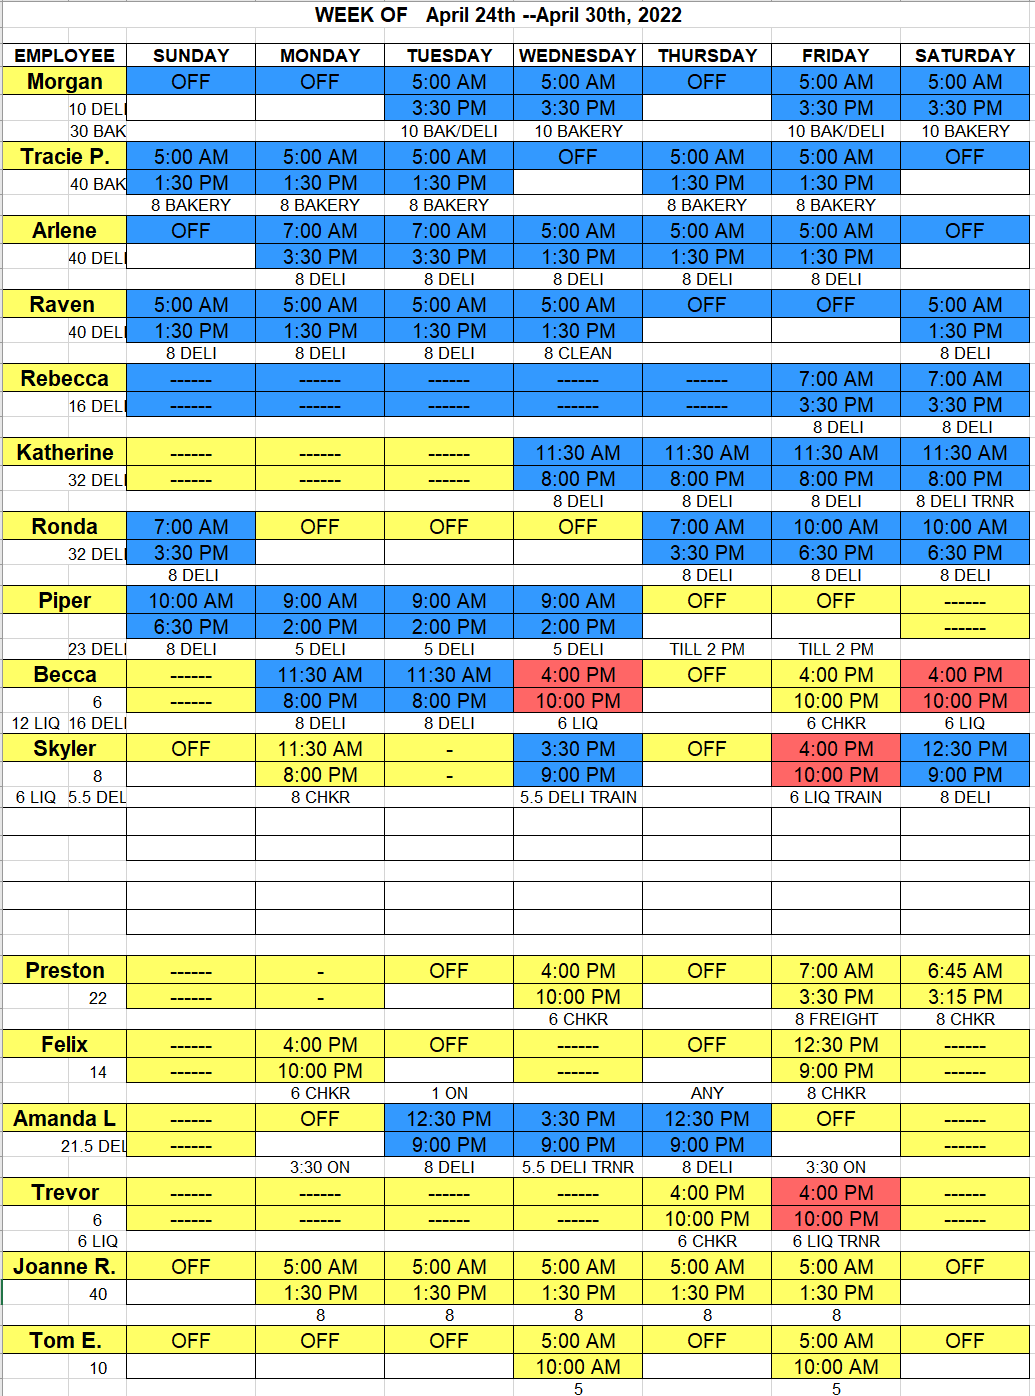 WEEK OF April 24th --April 30th, 2022
EMPLOYEE SUNDAY MONDAY TUESDAY WEDNESDAY THURSDAY FRIDAY SATURDAY
Morgan OFF OFF 5:00 AM 5:00 AM OFF 5:00 AM 5:00 AM
10 DELI 3:30 PM 3:30 PM 3:30 PM 3:30 PM
30 BAK 10 BAK/DELI 10 BAKERY 10 BAK/DELI 10 BAKERY
Tracie P. 5:00 AM 5:00 AM 5:00 AM OFF 5:00 AM 5:00 AM OFF
40 BAK 1:30 PM 1:30 PM 1:30 PM 1:30 PM 1:30 PM
8 BAKERY 8 BAKERY 8 BAKERY 8 BAKERY 8 BAKERY
Arlene OFF 7:00 AM 7:00 AM 5:00 AM 5:00 AM 5:00 AM OFF
40 DELI 3:30 PM 3:30 PM 1:30 PM 1:30 PM 1:30 PM
8 DELI 8 DELI 8 DELI 8 DELI 8 DELI
Raven 5:00 AM 5:00 AM 5:00 AM 5:00 AM OFF OFF 5:00 AM
40 DELI 1:30 PM 1:30 PM 1:30 PM 1:30 PM 1:30 PM
8 DELI 8 DELI 8 DELI 8 CLEAN 8 DELI
Rebecca ------ ------ ------ ------ ------ 7:00 AM 7:00 AM
16 DELI ------ ------ ------ ------ ------ 3:30 PM 3:30 PM
8 DELI 8 DELI
Katherine ------ ------ ------ 11:30 AM 11:30 AM 11:30 AM 11:30 AM
32 DELI ------ ------ ------ 8:00 PM 8:00 PM 8:00 PM 8:00 PM
8 DELI 8 DELI 8 DELI 8 DELI TRNR
Ronda 7:00 AM OFF OFF OFF 7:00 AM 10:00 AM 10:00 AM
32 DELI 3:30 PM 3:30 PM 6:30 PM 6:30 PM
8 DELI 8 DELI 8 DELI 8 DELI
Piper 10:00 AM 9:00 AM 9:00 AM 9:00 AM OFF OFF ------
6:30 PM 2:00 PM 2:00 PM 2:00 PM ------
23 DELI 8 DELI 5 DELI 5 DELI 5 DELI TILL 2 PM TILL 2 PM
Becca ------ 11:30 AM 11:30 AM 4:00 PM OFF 4:00 PM 4:00 PM
6 ------ 8:00 PM 8:00 PM 10:00 PM 10:00 PM 10:00 PM
12 LIQ 16 DELI 8 DELI 8 DELI 6 LIQ 6 CHKR 6 LIQ
Skyler OFF 11:30 AM - 3:30 PM OFF 4:00 PM 12:30 PM
8 8:00 PM - 9:00 PM 10:00 PM 9:00 PM
6 LIQ 5.5 DEL 8 CHKR 5.5 DELI TRAIN 6 LIQ TRAIN 8 DELI
Preston ------ - OFF 4:00 PM OFF 7:00 AM 6:45 AM
22 ------ - 10:00 PM 3:30 PM 3:15 PM
6 CHKR 8 FREIGHT 8 CHKR
Felix ------ 4:00 PM OFF ------ OFF 12:30 PM ------
14 ------ 10:00 PM ------ 9:00 PM ------
6 CHKR 1 ON ANY 8 CHKR
Amanda L ------ OFF 12:30 PM 3:30 PM 12:30 PM OFF ------
21.5 DEL ------ 9:00 PM 9:00 PM 9:00 PM ------
3:30 ON 8 DELI 5.5 DELI TRNR 8 DELI 3:30 ON
Trevor ------ ------ ------ ------ 4:00 PM 4:00 PM ------
6 ------ ------ ------ ------ 10:00 PM 10:00 PM ------
6 LIQ 6 CHKR 6 LIQ TRNR
Joanne R. OFF 5:00 AM 5:00 AM 5:00 AM 5:00 AM 5:00 AM OFF
40 1:30 PM 1:30 PM 1:30 PM 1:30 PM 1:30 PM
8 8 8 8 8
Tom E. OFF OFF OFF 5:00 AM OFF 5:00 AM OFF
10 10:00 AM 10:00 AM
5 5